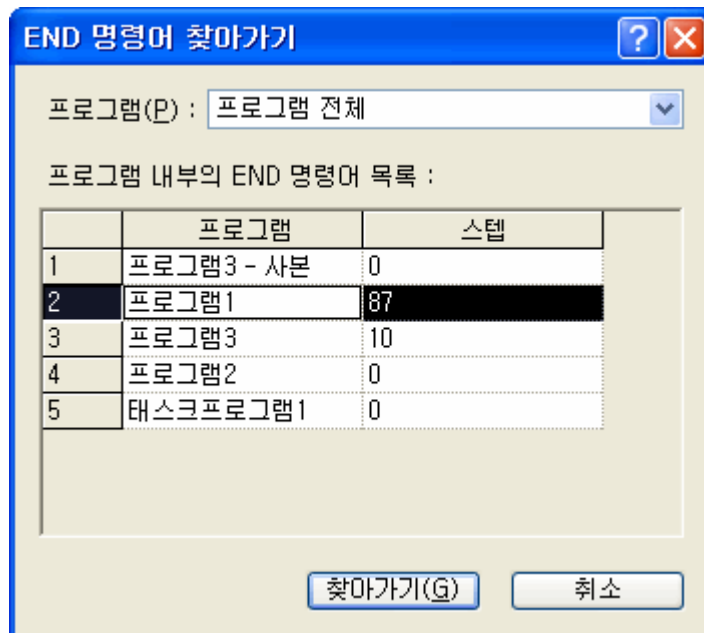 END 명령어 찾아가기
프로그램(P) : 프로그램 전체
프로그램 내부의 END 명령어 목록 :
프로그램 스텝
1 프로그램3 - 사본 0
2 프로그램1 87
3 프로그램3 10
4 프로그램2 0
5 태스크프로그램1 0
찾아가기(G) 취소